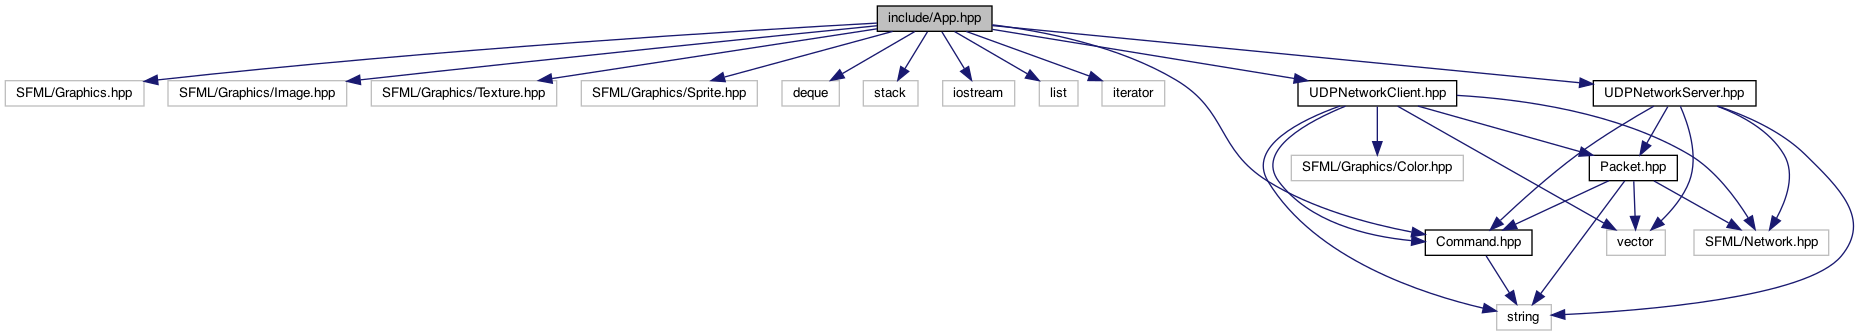 include/App.hpp
SFML/Graphics.hpp
SFML/Graphics/Image.hpp
SFML/Graphics/Texture.hpp
SFML/Graphics/Sprite.hpp
deque
stack
iostream
list
iterator
UDPNetworkClient.hpp
UDPNetworkServer.hpp
SFML/Graphics/Color.hpp
Packet.hpp
Command.hpp
vector
SFML/Network.hpp
string